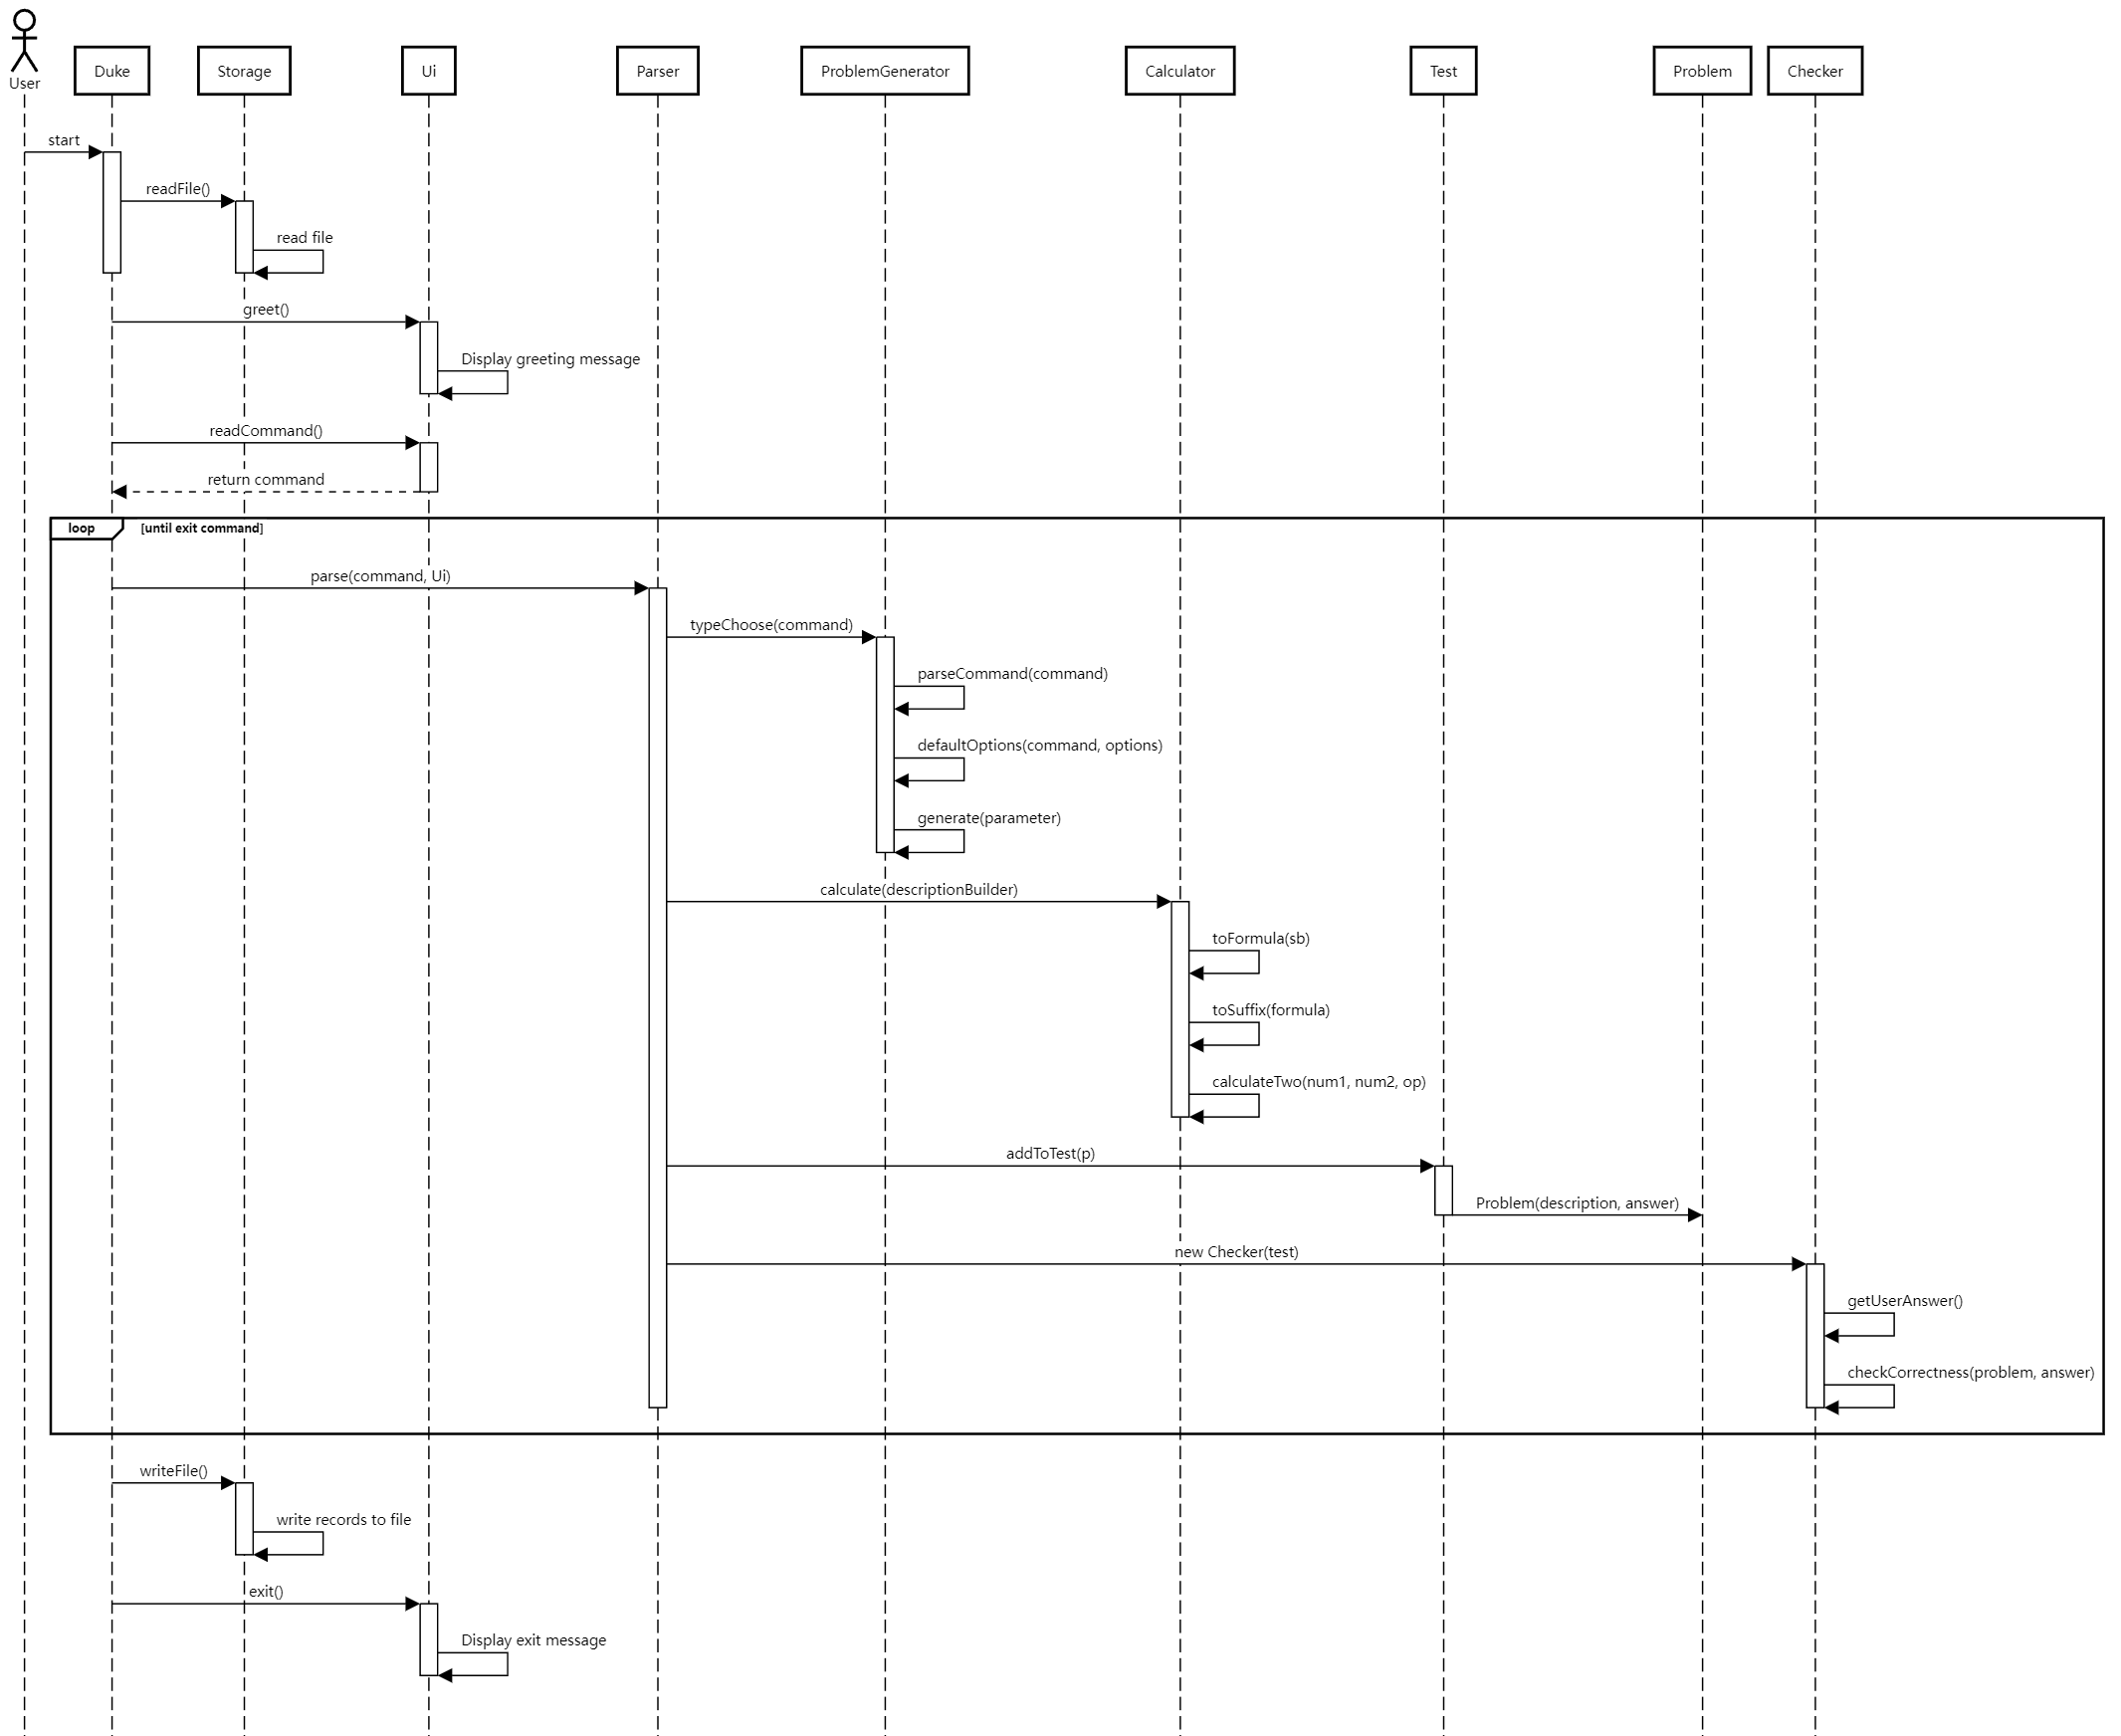 User
Duke
Storage
Ui
Parser
ProblemGenerator
Calculator
Test
Problem
Checker
start
readFile()
read file
greet()
Display greeting message
readCommand()
return command
loop
[until exit command]
parse(command, Ui)
typeChoose(command)
parseCommand(command)
defaultOptions(command, options)
generate(parameter)
calculate(descriptionBuilder)
toFormula(sb)
toSuffix(formula)
calculateTwo(num1, num2, op)
addToTest(p)
Problem(description, answer)
new Checker(test)
getUserAnswer()
checkCorrectness(problem, answer)
writeFile()
write records to file
exit()
Display exit message